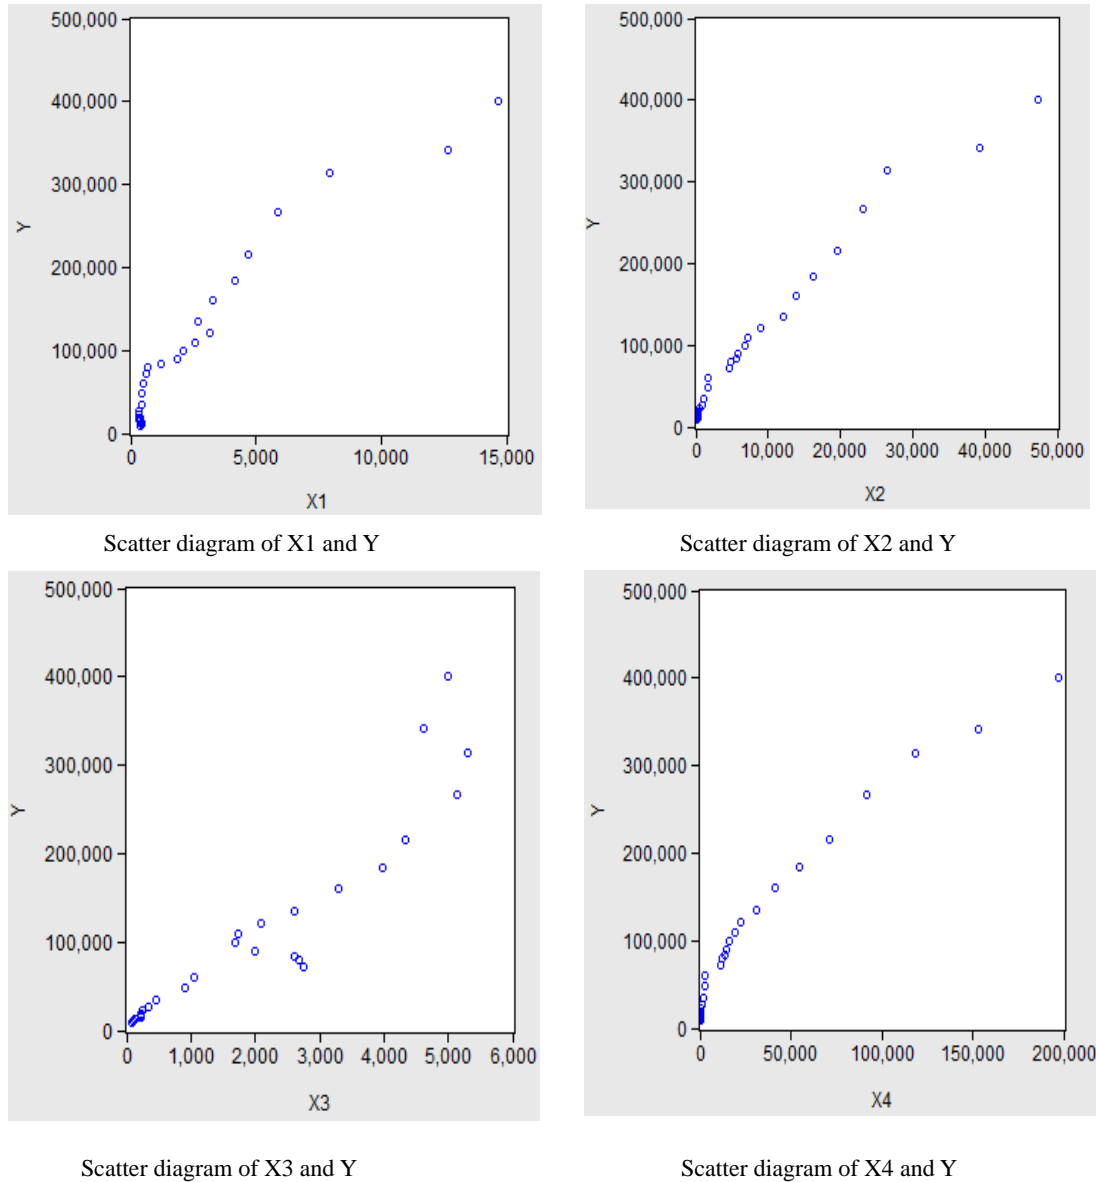 500,000
400,000
300,000
200,000
100,000
0
Y
0 5,000 10,000 15,000
X1
Scatter diagram of X1 and Y
500,000
400,000
300,000
200,000
100,000
0
Y
0 10,000 20,000 30,000 40,000 50,000
X2
Scatter diagram of X2 and Y
500,000
400,000
300,000
200,000
100,000
0
Y
0 1,000 2,000 3,000 4,000 5,000 6,000
X3
Scatter diagram of X3 and Y
500,000
400,000
300,000
200,000
100,000
0
Y
0 50,000 100,000 150,000 200,000
X4
Scatter diagram of X4 and Y